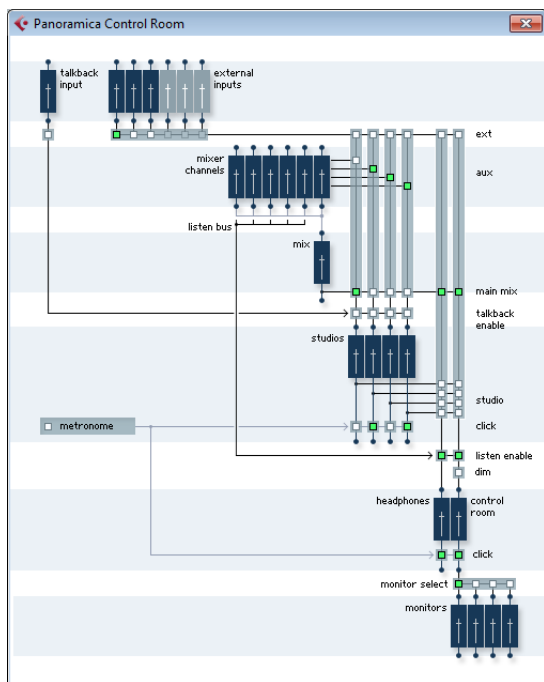 Panoramica Control Room
talkback
input
external
inputs
ext
mixer
channels
aux
listen bus
mix
main mix
talkback
enable
studios
studio
metronome
click
listen enable
dim
headphones
control
room
click
monitor select
monitors